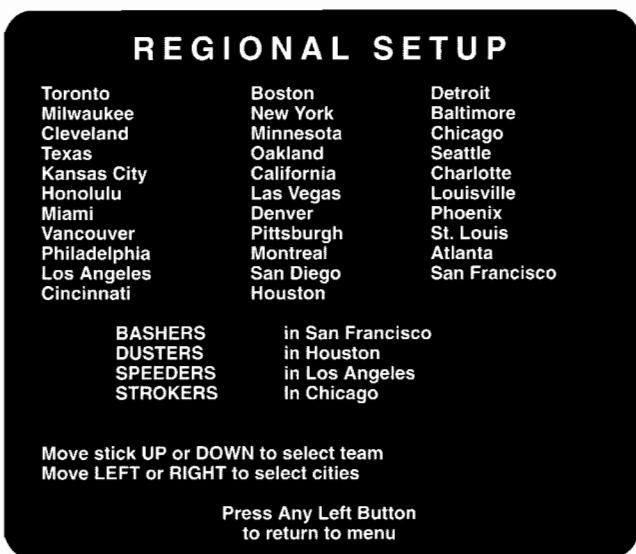 REGIONAL SETUP
Toronto Boston Detroit
Milwaukee New York Baltimore
Cleveland Minnesota Chicago
Texas Oakland Seattle
Kansas City California Charlotte
Honolulu Las Vegas Louisville
Miami Denver Phoenix
Vancouver Pittsburgh St. Louis
Philadelphia Montreal Atlanta
Los Angeles San Diego San Francisco
Cincinnati Houston
BASHERS in San Francisco
DUSTERS in Houston
SPEEDERS in Los Angeles
STROKERS In Chicago
Move stick UP or DOWN to select team
Move LEFT or RIGHT to select cities
Press Any Left Button
to return to menu